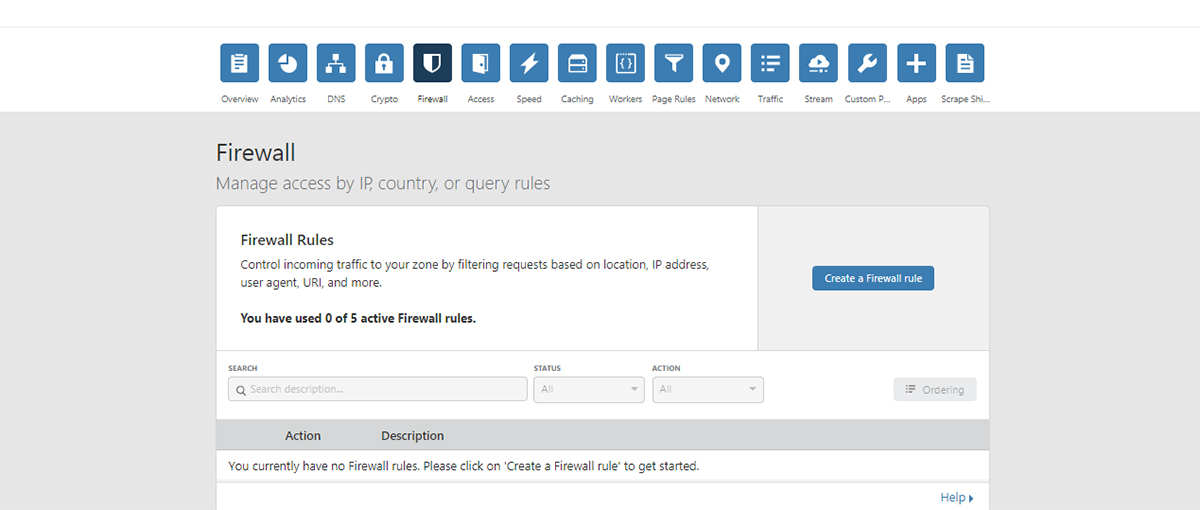 Overview Analytics DNS Crypto Firewall Access Speed Caching Workers Page Rules Network Traffic Stream Custom P... Apps Scrape Shi...
Firewall
Manage access by IP, country, or query rules
Firewall Rules
Control incoming traffic to your zone by filtering requests based on location, IP address,
user agent, URI, and more.
You have used 0 of 5 active Firewall rules.
Create a Firewall rule
SEARCH STATUS ACTION
Search description... All All Ordering
Action Description
You currently have no Firewall rules. Please click on 'Create a Firewall rule' to get started.
Help